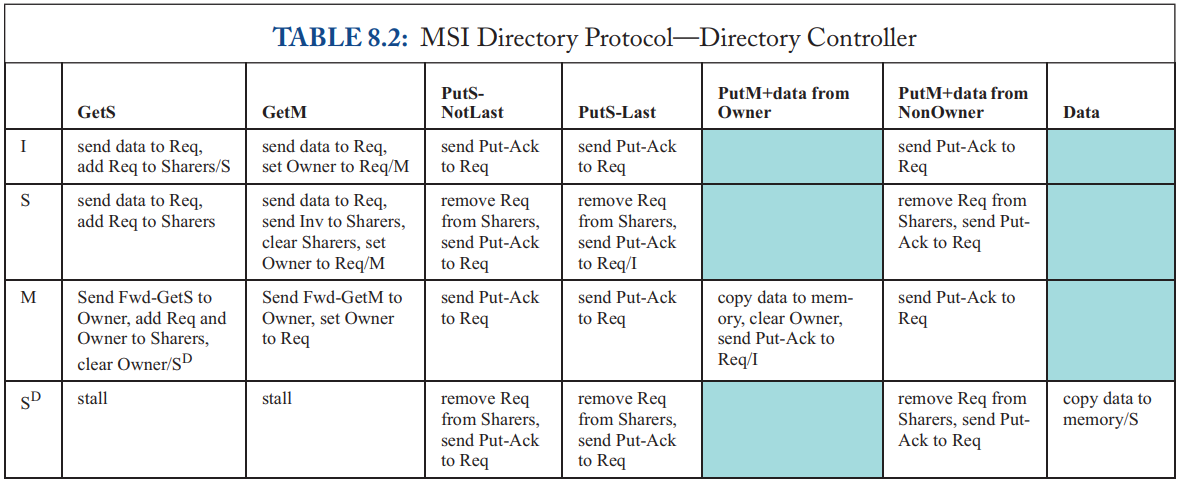 TABLE 8.2: MSI Directory Protocol—Directory Controller
GetS
GetM
PutS-
NotLast
PutS-Last
PutM+data from
Owner
PutM+data from
NonOwner
Data
I
send data to Req,
add Req to Sharers/S
send data to Req,
set Owner to Req/M
send Put-Ack
to Req
send Put-Ack
to Req
send Put-Ack to
Req
S
send data to Req,
add Req to Sharers
send data to Req,
send Inv to Sharers,
clear Sharers, set
Owner to Req/M
remove Req
from Sharers,
send Put-Ack
to Req
remove Req
from Sharers,
send Put-Ack
to Req/I
remove Req from
Sharers, send Put-
Ack to Req
M
Send Fwd-GetS to
Owner, add Req and
Owner to Sharers,
clear Owner/S^D
Send Fwd-GetM to
Owner, set Owner
to Req
send Put-Ack
to Req
send Put-Ack
to Req
copy data to mem-
ory, clear Owner,
send Put-Ack to
Req/I
send Put-Ack to
Req
S^D
stall
stall
remove Req
from Sharers,
send Put-Ack
to Req
remove Req
from Sharers,
send Put-Ack
to Req
remove Req from
Sharers, send Put-
Ack to Req
copy data to
memory/S